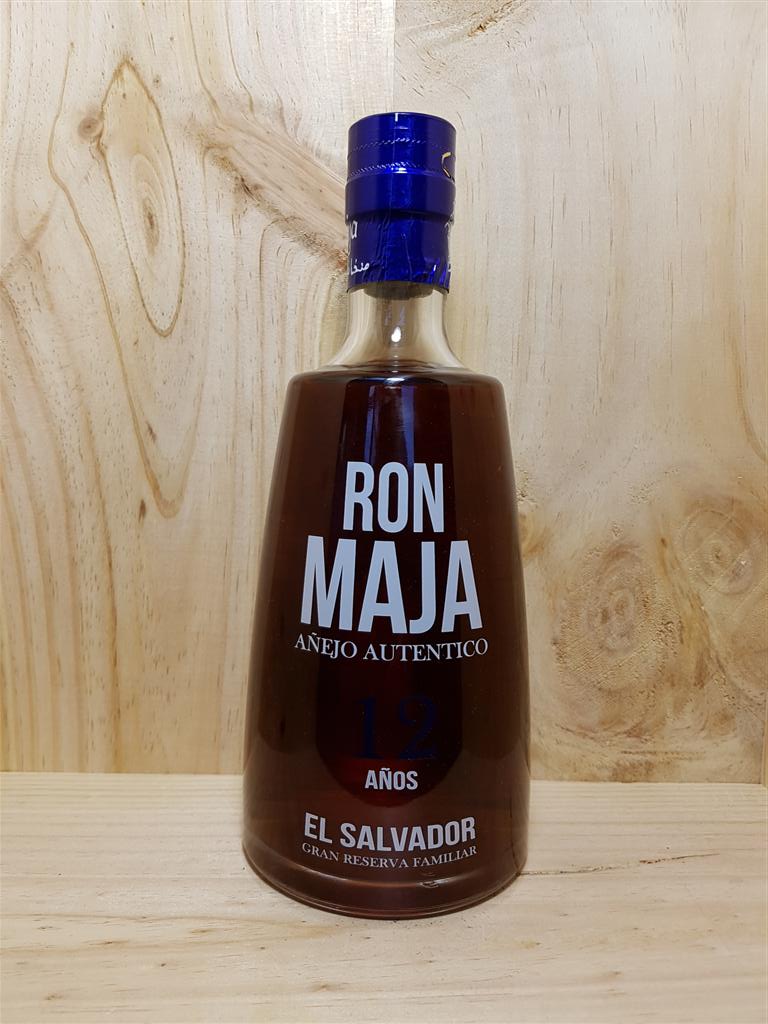 RON
MAJA
AÑEJO AUTENTICO
12
AÑOS
EL SALVADOR
GRAN RESERVA FAMILIAR